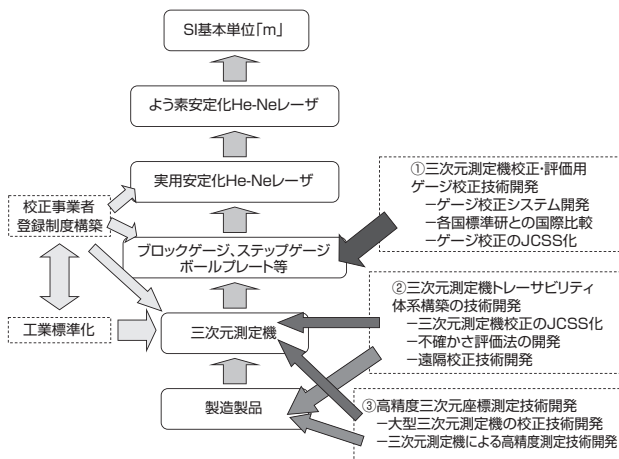 SI基本単位「m」
よう素安定化He-Neレーザ
実用安定化He-Neレーザ
校正事業者
登録制度構築
ブロックゲージ、ステップゲージ
ボールプレート等
工業標準化
三次元測定機
製造製品
①三次元測定機校正・評価用
ゲージ校正技術開発
−ゲージ校正システム開発
−各国標準研との国際比較
−ゲージ校正のJCSS化
②三次元測定機トレーサビリティ
体系構築の技術開発
−三次元測定機校正のJCSS化
−不確かさ評価法の開発
−遠隔校正技術開発
③高精度三次元座標測定技術開発
−大型三次元測定機の校正技術開発
−三次元測定機による高精度測定技術開発